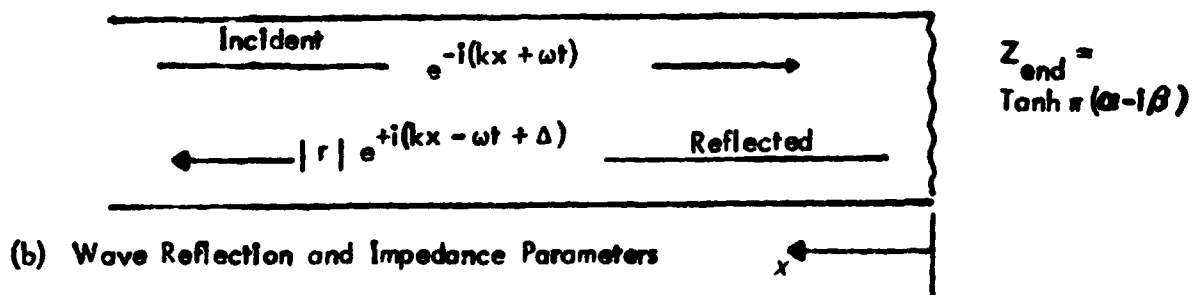 Incident
e^-i(kx + ωt)
Z_end =
Tanh π (α-iβ)
|r| e^+i(kx - ωt + Δ)
Reflected
(b) Wave Reflection and Impedance Parameters
x